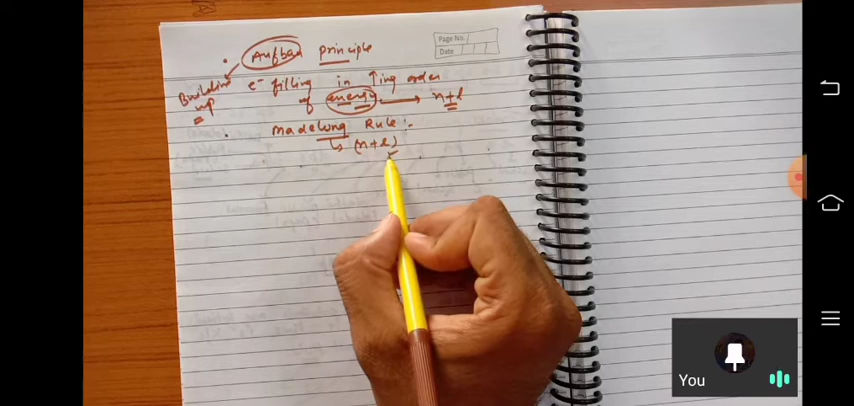 Aufbau principle
Page No.
Date
Building up
e⁻ filling in ↑ing order
of energy → n+l
madelung Rule :-
↳ (n+l)
You